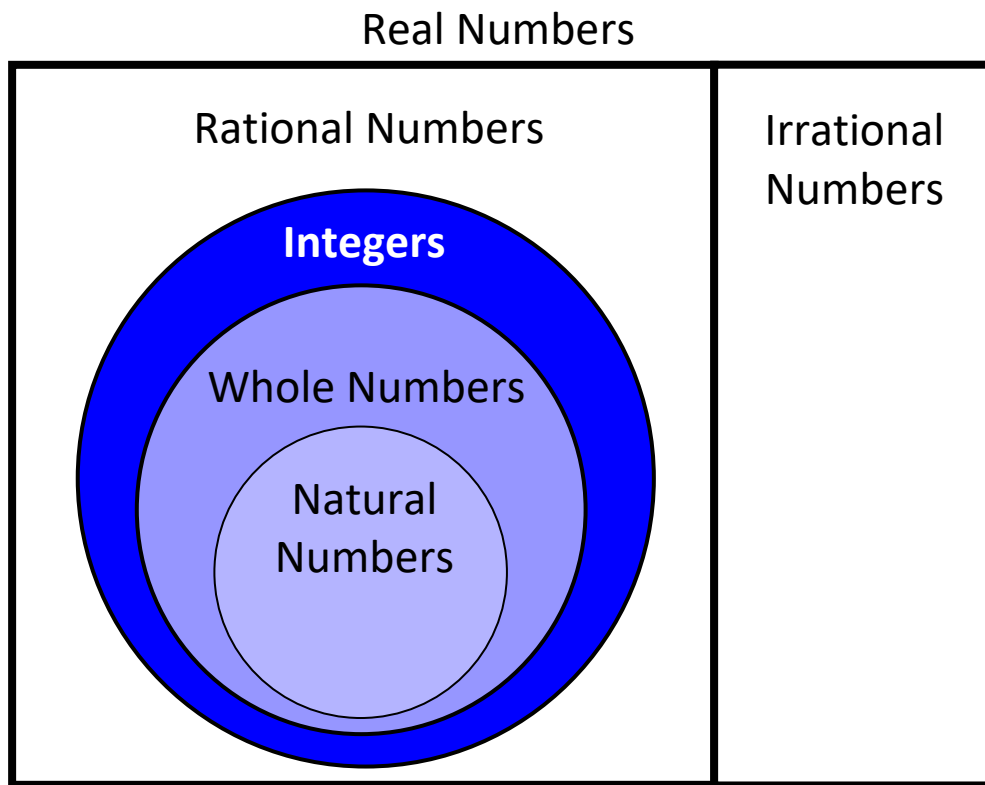 Real Numbers
Rational Numbers
Irrational
Numbers
Integers
Whole Numbers
Natural
Numbers